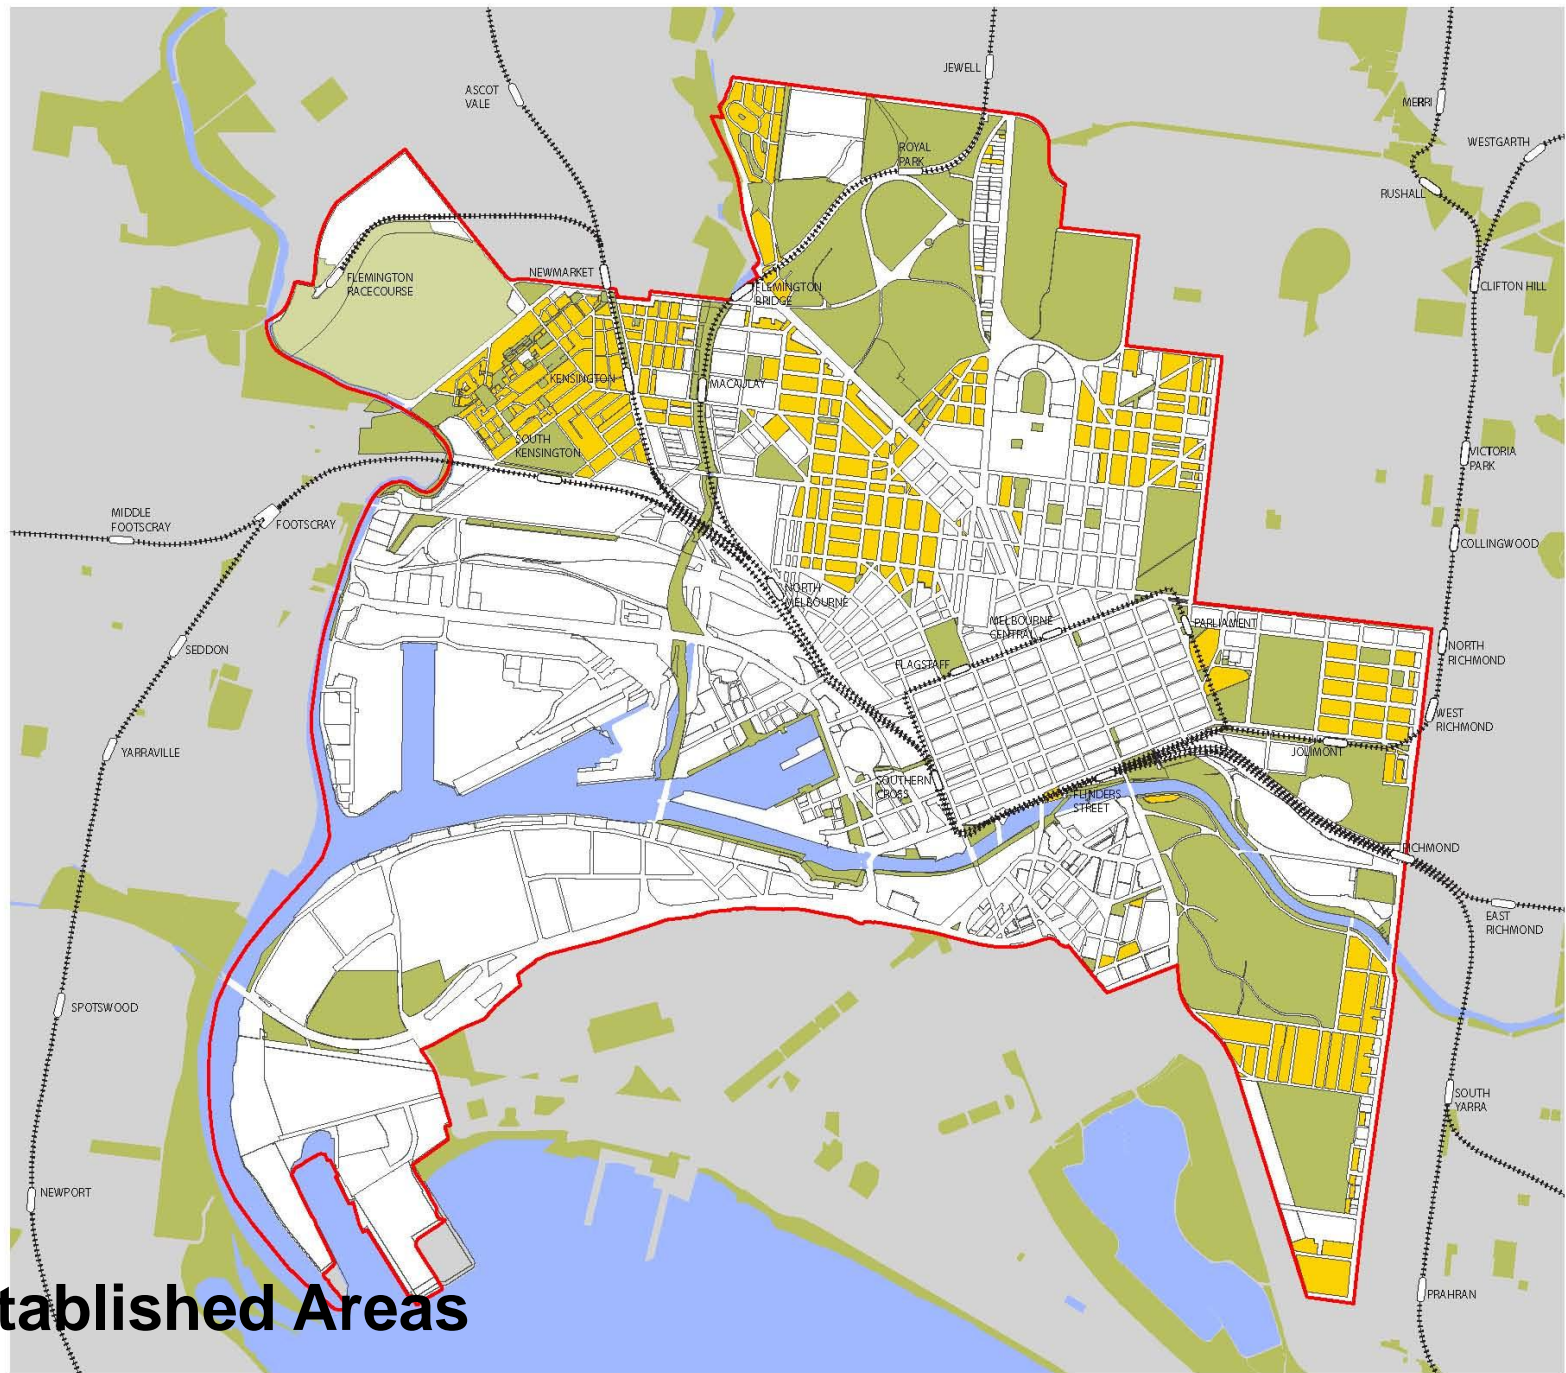 JEWELL
ASCOT
VALE
MERRI
WESTGARTH
ROYAL
PARK
RUSHALL
FLEMINGTON
RACECOURSE
NEWMARKET
FLEMINGTON
BRIDGE
CLIFTON HILL
KENSINGTON
MACAULAY
SOUTH
KENSINGTON
VICTORIA
PARK
MIDDLE
FOOTSCRAY
FOOTSCRAY
COLLINGWOOD
NORTH
MELBOURNE
MELBOURNE
CENTRAL
PARLIAMENT
SEDDON
FLAGSTAFF
NORTH
RICHMOND
WEST
RICHMOND
YARRAVILLE
JOLIMONT
SOUTHERN
CROSS
FLINDERS
STREET
RICHMOND
EAST
RICHMOND
SPOTSWOOD
SOUTH
YARRA
NEWPORT
PRAHRAN
tablished Areas